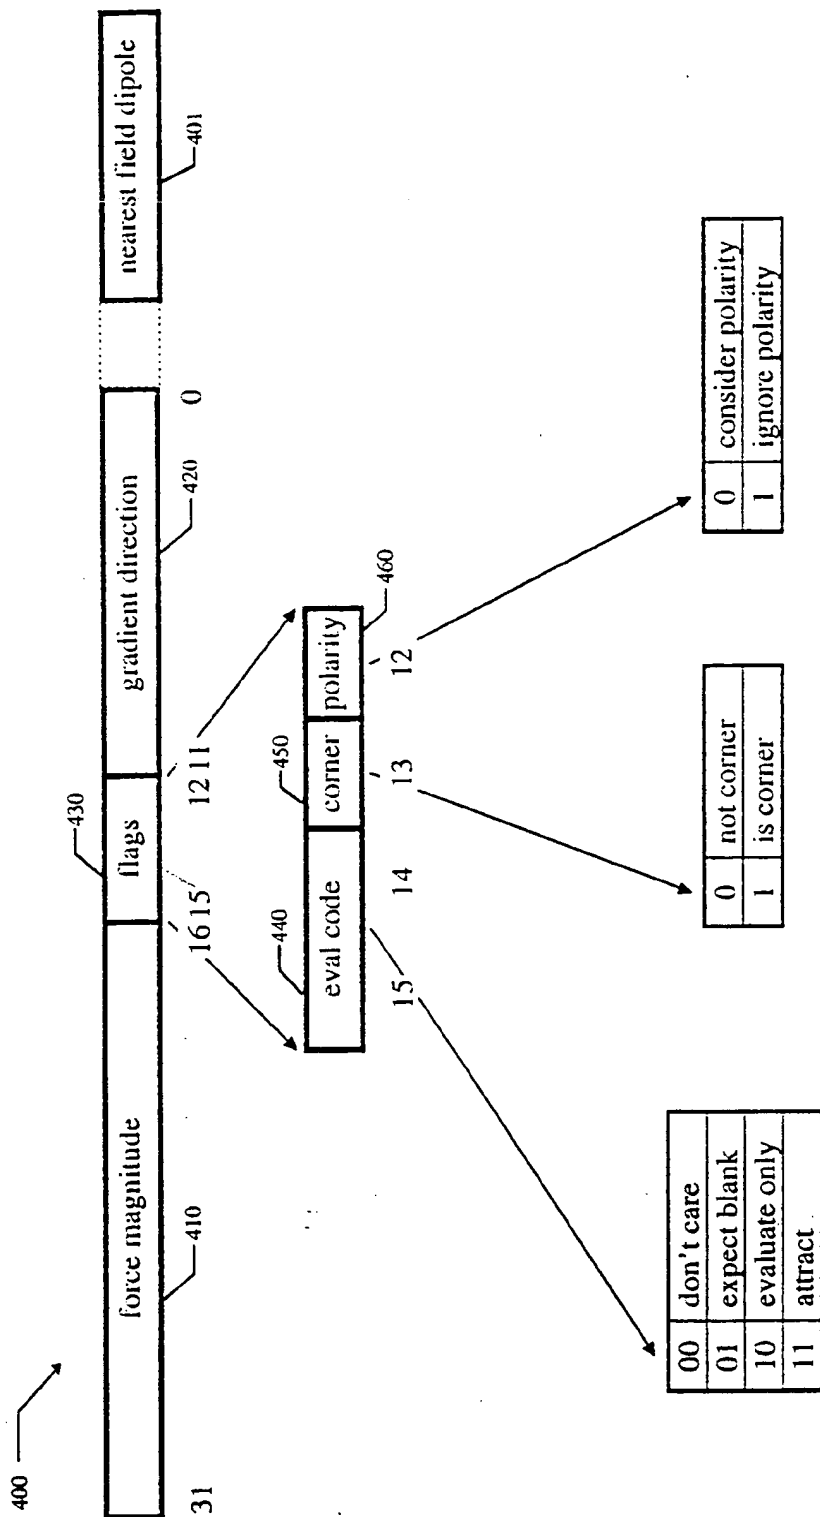 400
430
force magnitude
flags
gradient direction
nearest field dipole
31
410
16 15
12 11
420
0
401
440
450
eval code
corner
polarity
460
15
14
13
12
00 don't care
01 expect blank
10 evaluate only
11 attract
0 not corner
1 is corner
0 consider polarity
1 ignore polarity